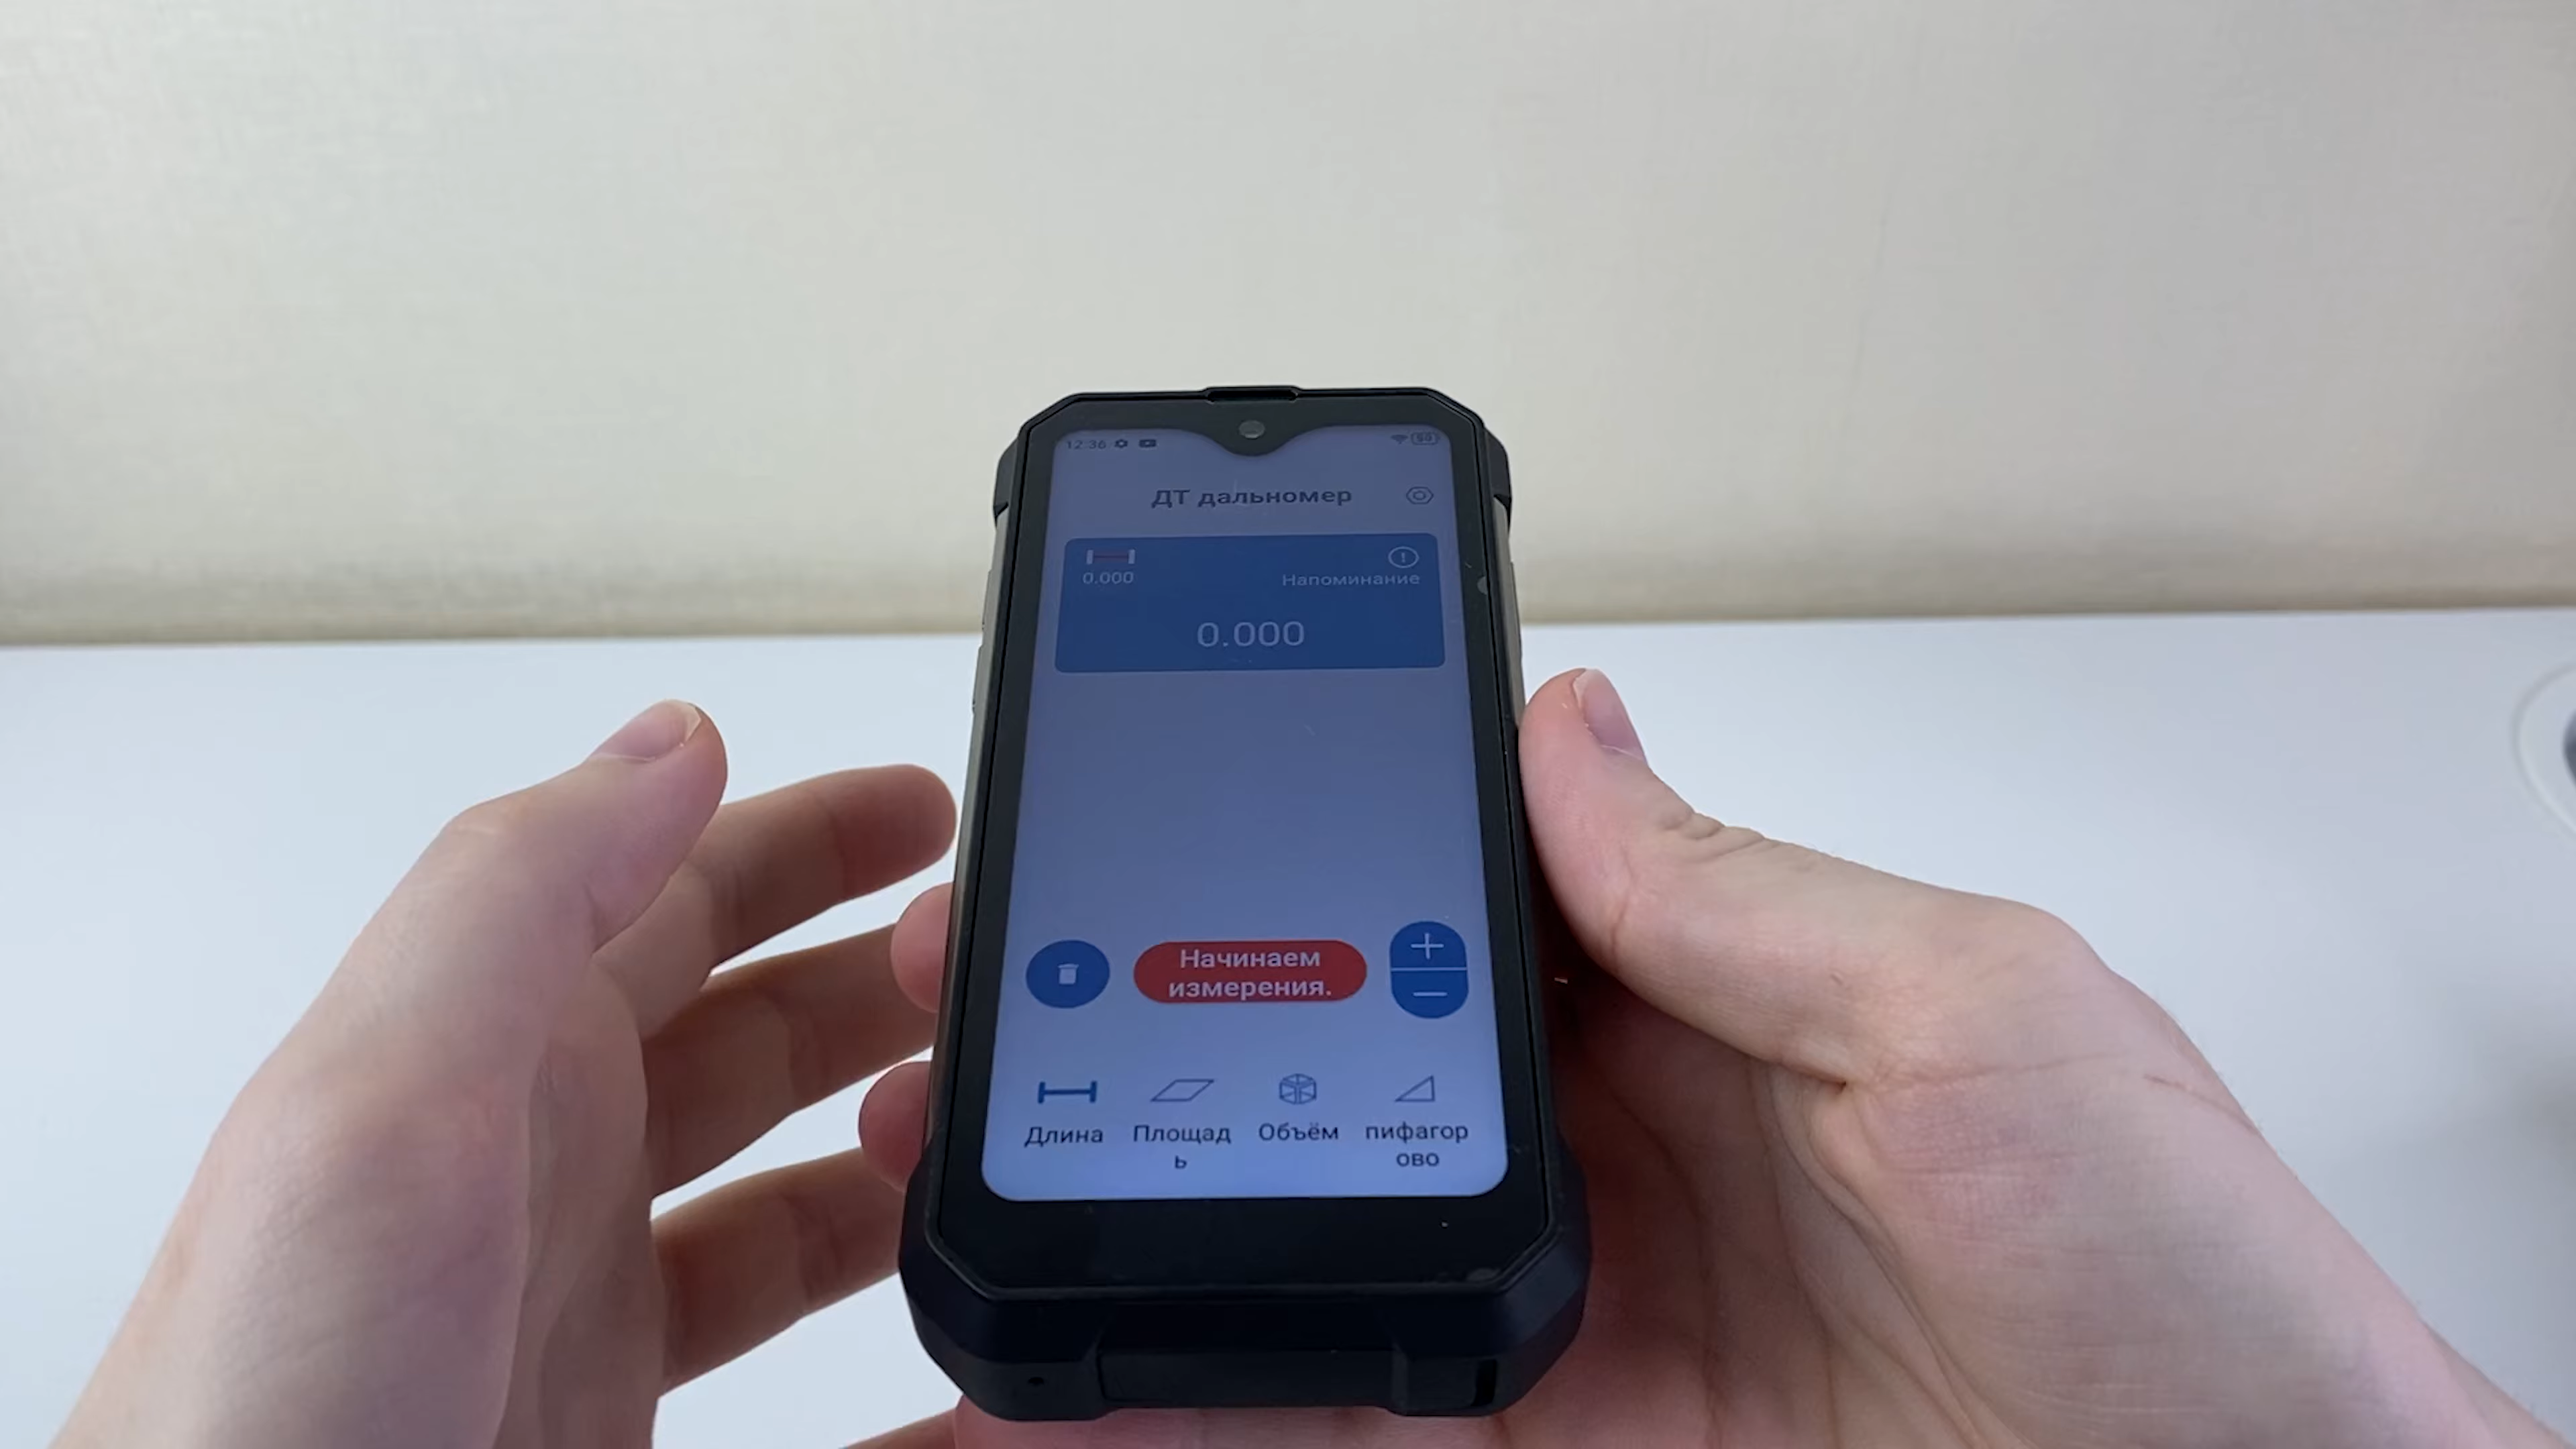 12:36
ДТ дальномер
0.000
Напоминание
0.000
Начинаем
измерения.
Длина
Площад
ь
Объём
пифагор
ово